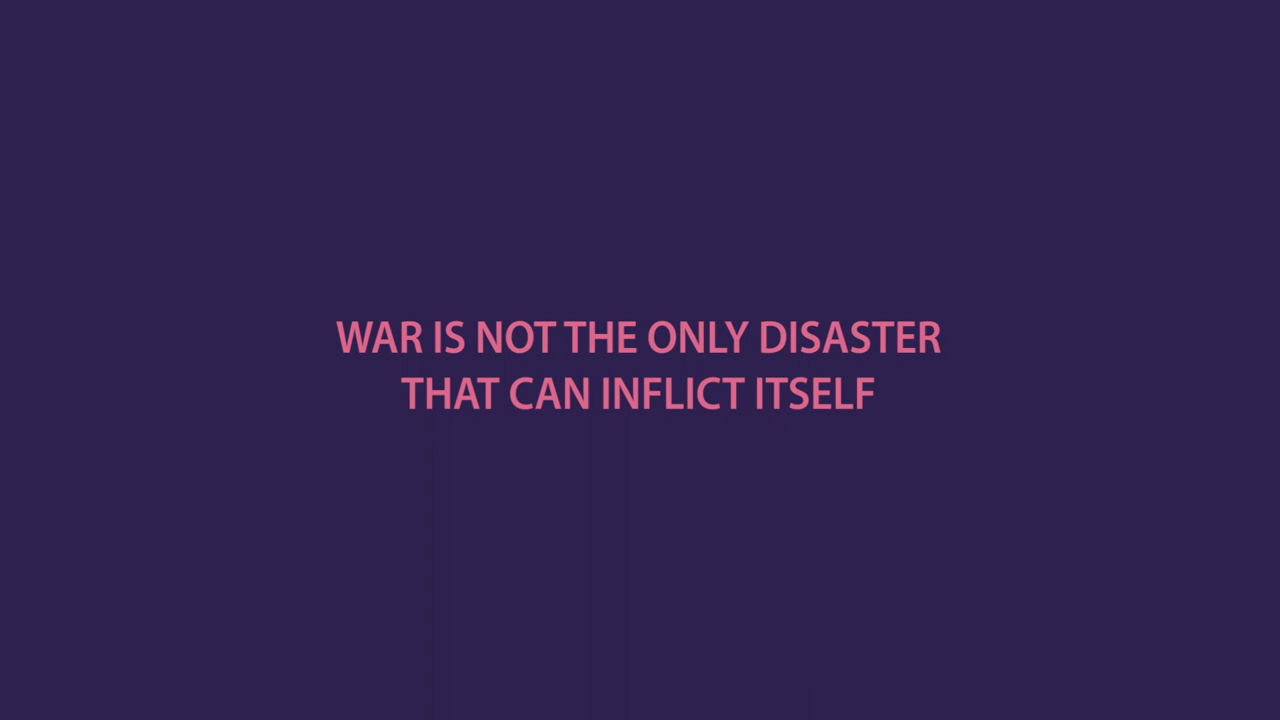 WAR IS NOT THE ONLY DISASTER
THAT CAN INFLICT ITSELF